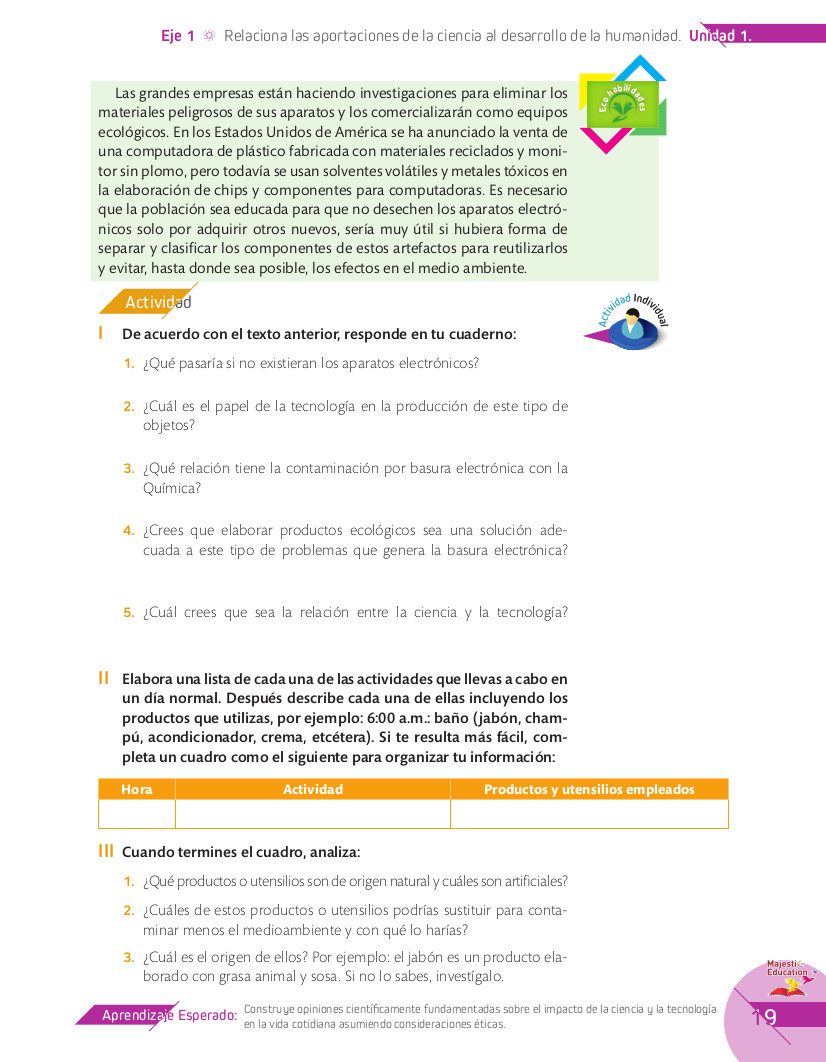 Eje 1 Relaciona las aportaciones de la ciencia al desarrollo de la humanidad. Unidad 1.
Las grandes empresas están haciendo investigaciones para eliminar los
materiales peligrosos de sus aparatos y los comercializarán como equipos
ecológicos. En los Estados Unidos de América se ha anunciado la venta de
una computadora de plástico fabricada con materiales reciclados y moni-
tor sin plomo, pero todavía se usan solventes volátiles y metales tóxicos en
la elaboración de chips y componentes para computadoras. Es necesario
que la población sea educada para que no desechen los aparatos electró-
nicos solo por adquirir otros nuevos, sería muy útil si hubiera forma de
separar y clasificar los componentes de estos artefactos para reutilizarlos
y evitar, hasta donde sea posible, los efectos en el medio ambiente.
Eco habilidades
Actividad
Actividad Individual
I De acuerdo con el texto anterior, responde en tu cuaderno:
1. ¿Qué pasaría si no existieran los aparatos electrónicos?
2. ¿Cuál es el papel de la tecnología en la producción de este tipo de
objetos?
3. ¿Qué relación tiene la contaminación por basura electrónica con la
Química?
4. ¿Crees que elaborar productos ecológicos sea una solución ade-
cuada a este tipo de problemas que genera la basura electrónica?
5. ¿Cuál crees que sea la relación entre la ciencia y la tecnología?
II Elabora una lista de cada una de las actividades que llevas a cabo en
un día normal. Después describe cada una de ellas incluyendo los
productos que utilizas, por ejemplo: 6:00 a.m.: baño (jabón, cham-
pú, acondicionador, crema, etcétera). Si te resulta más fácil, com-
pleta un cuadro como el siguiente para organizar tu información:
Hora Actividad Productos y utensilios empleados
III Cuando termines el cuadro, analiza:
1. ¿Qué productos o utensilios son de origen natural y cuáles son artificiales?
2. ¿Cuáles de estos productos o utensilios podrías sustituir para conta-
minar menos el medioambiente y con qué lo harías?
3. ¿Cuál es el origen de ellos? Por ejemplo: el jabón es un producto ela-
borado con grasa animal y sosa. Si no lo sabes, investígalo.
Majestic
Education
Aprendizaje Esperado: Construye opiniones científicamente fundamentadas sobre el impacto de la ciencia y la tecnología
en la vida cotidiana asumiendo consideraciones éticas.
19